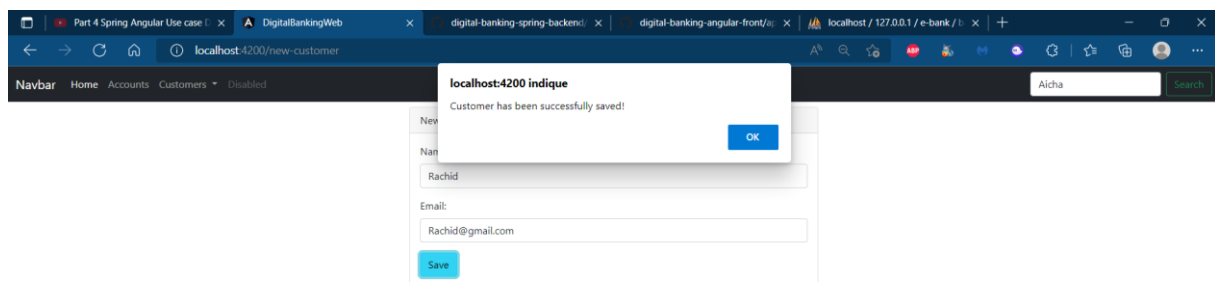 Part 4 Spring Angular Use case D
DigitalBankingWeb
digital-banking-spring-backend/
digital-banking-angular-front/ap
localhost / 127.0.0.1 / e-bank / b
localhost:4200/new-customer
Navbar Home Accounts Customers Disabled
Aicha
Search
localhost:4200 indique
Customer has been successfully saved!
OK
New
Nam
Rachid
Email:
Rachid@gmail.com
Save